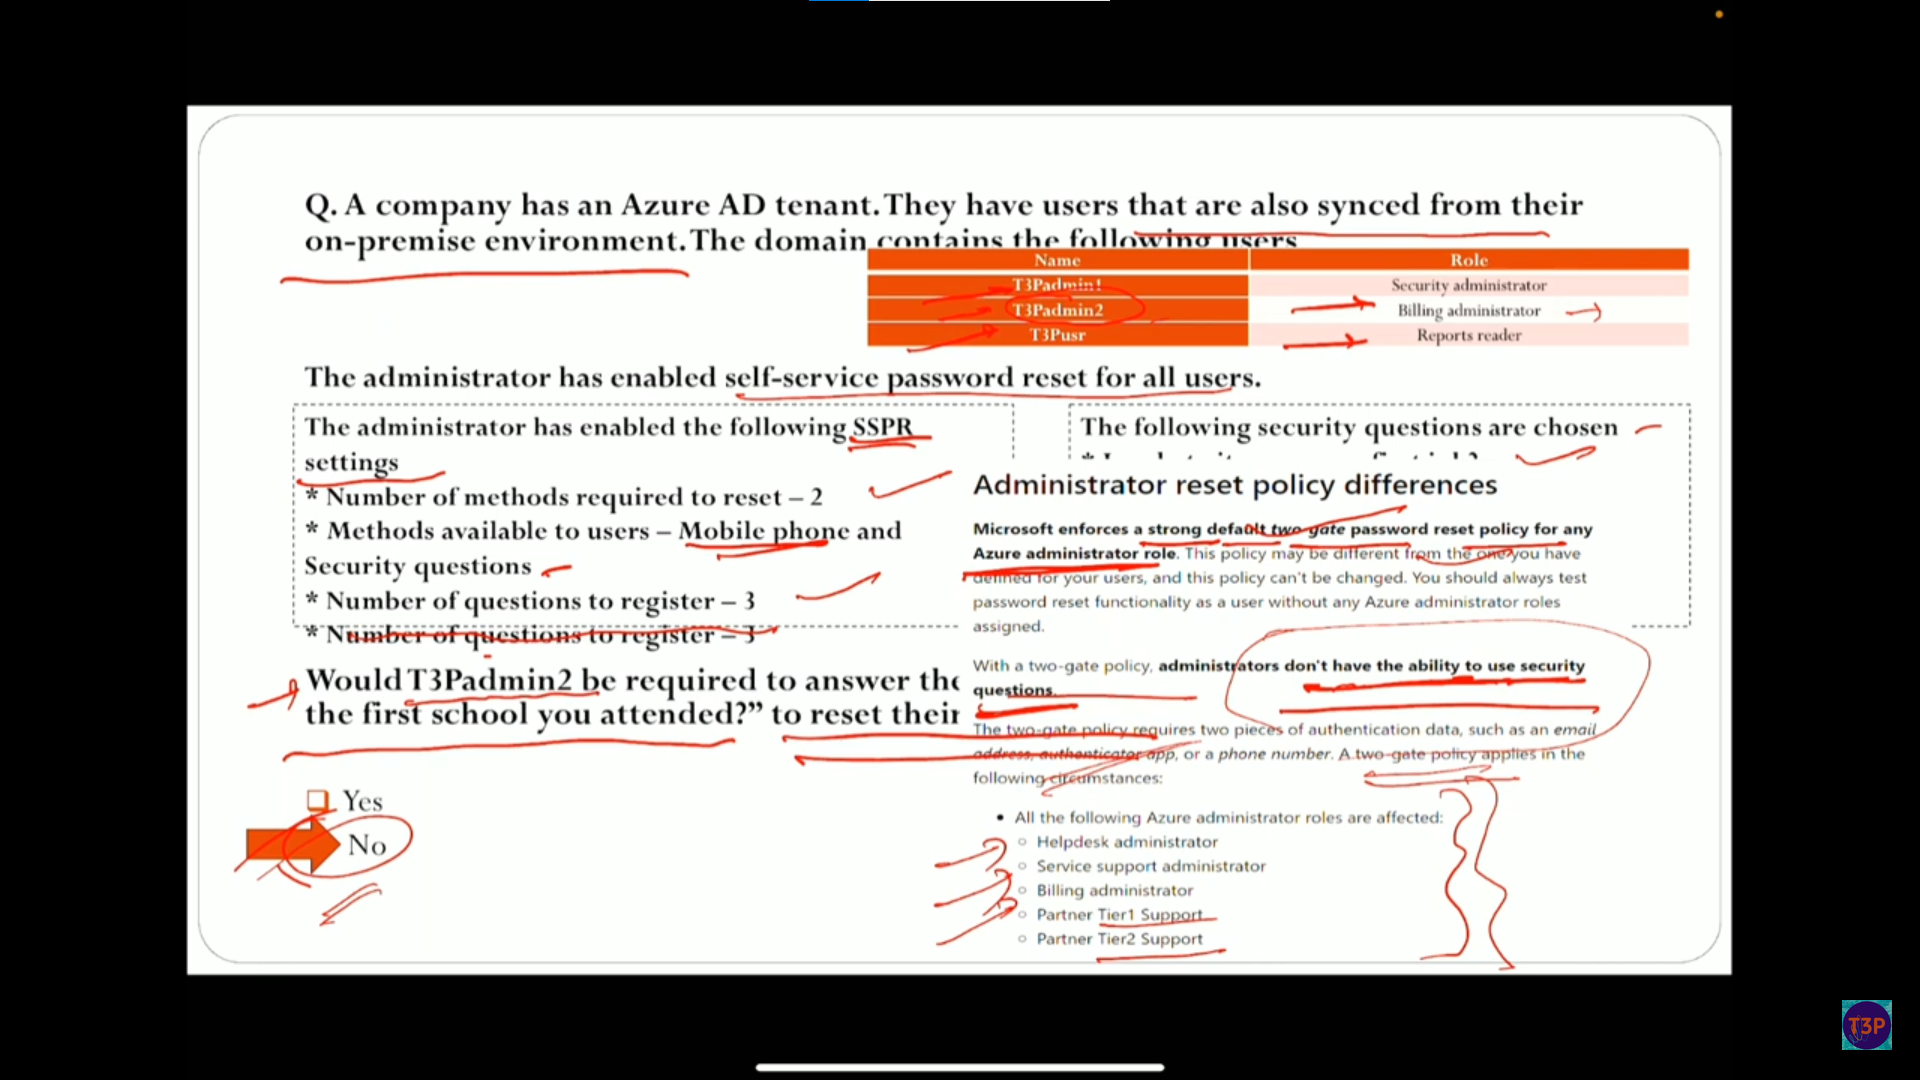 Q. A company has an Azure AD tenant. They have users that are also synced from their
on-premise environment. The domain contains the following users
Name Role
T3Padmin1 Security administrator
T3Padmin2 Billing administrator
T3Pusr Reports reader
The administrator has enabled self-service password reset for all users.
The administrator has enabled the following SSPR
settings
* Number of methods required to reset – 2
* Methods available to users – Mobile phone and
Security questions
* Number of questions to register – 3
* Number of questions to register – 3
The following security questions are chosen
Administrator reset policy differences
Microsoft enforces a strong default two-gate password reset policy for any
Azure administrator role. This policy may be different from the one you have
defined for your users, and this policy can't be changed. You should always test
password reset functionality as a user without any Azure administrator roles
assigned.
With a two-gate policy, administrators don't have the ability to use security
questions.
The two-gate policy requires two pieces of authentication data, such as an email
address, authenticator app, or a phone number. A two-gate policy applies in the
following circumstances:
• All the following Azure administrator roles are affected:
○ Helpdesk administrator
○ Service support administrator
○ Billing administrator
○ Partner Tier1 Support
○ Partner Tier2 Support
Would T3Padmin2 be required to answer the
the first school you attended?” to reset their
Yes
No
T3P